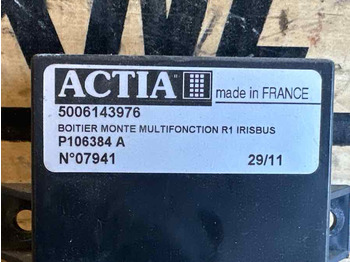 ACTIA made in FRANCE
5006143976
BOITIER MONTE MULTIFONCTION R1 IRISBUS
P106384 A
N°07941 29/11